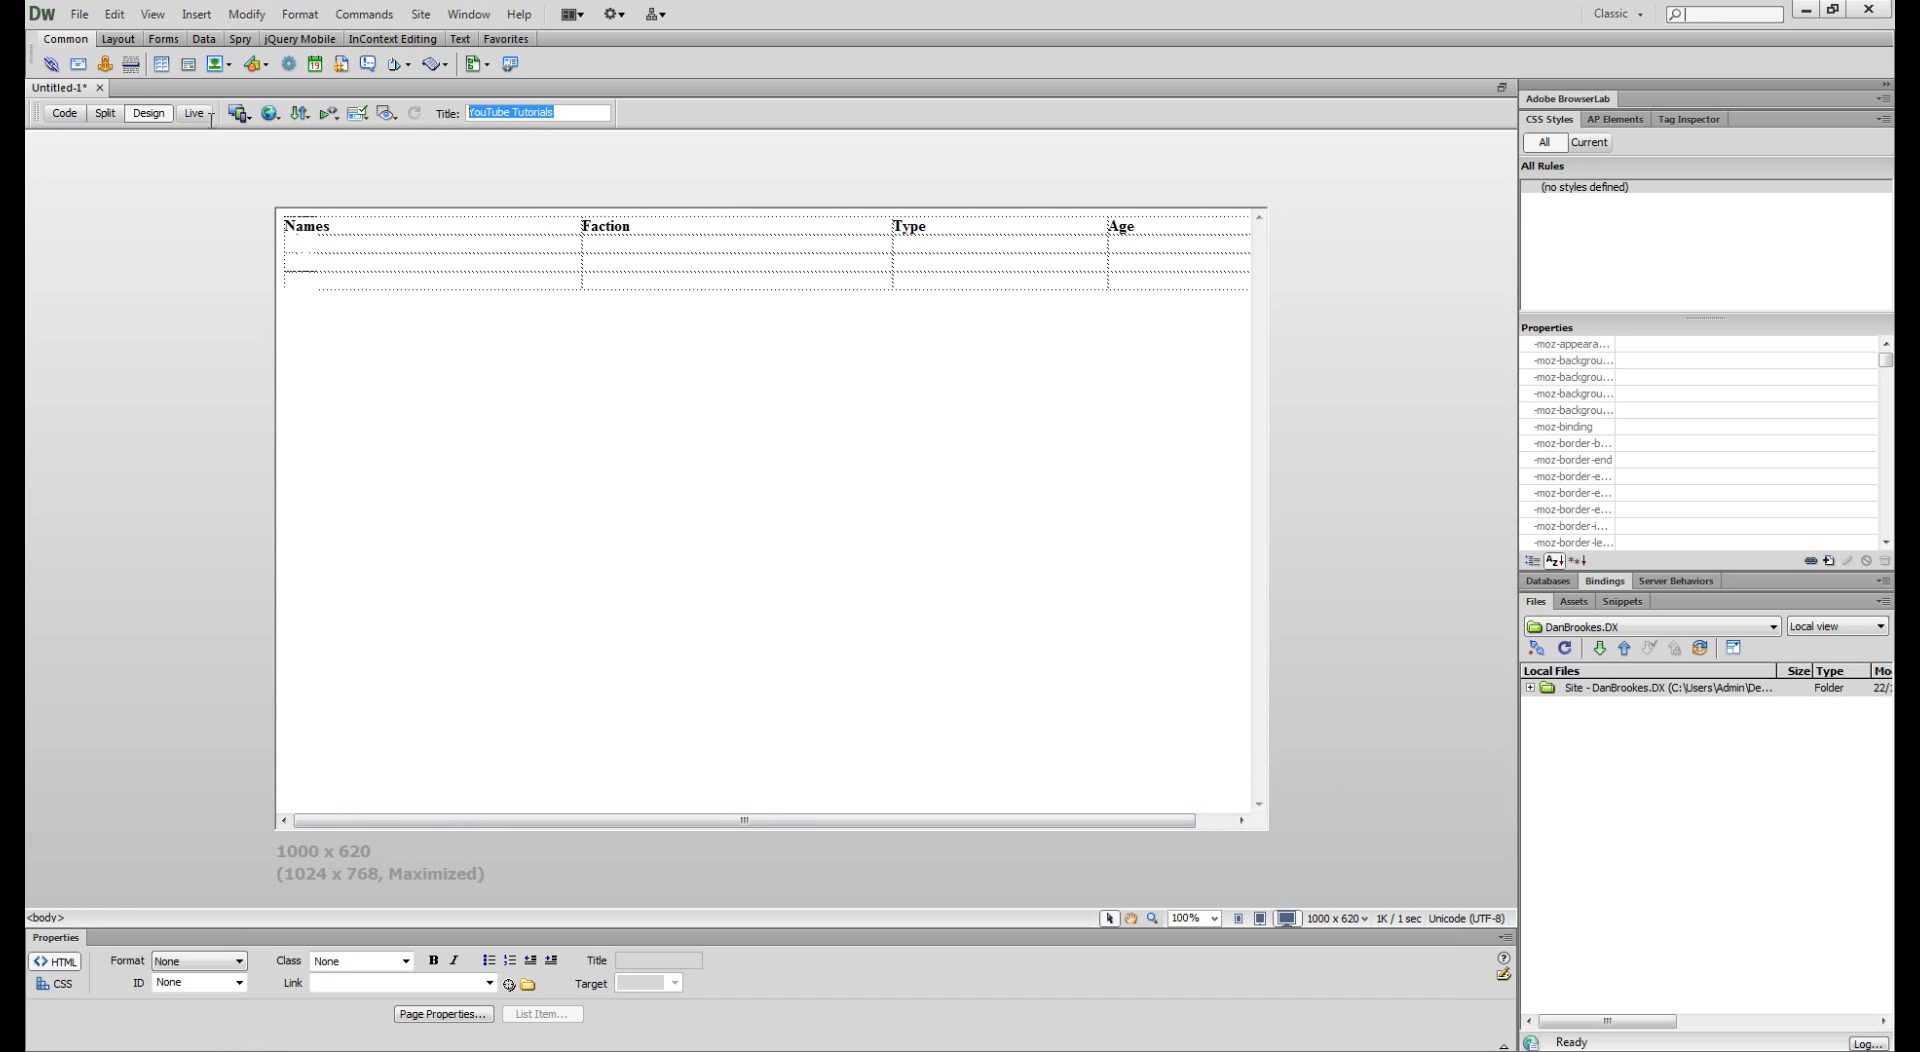 Dw File Edit View Insert Modify Format Commands Site Window Help Classic
Common Layout Forms Data Spry jQuery Mobile InContext Editing Text Favorites
19
Untitled-1*
Code Split Design Live Title: YouTube Tutorials
Names Faction Type Age
1000 x 620
(1024 x 768, Maximized)
<body> 100% 1000 x 620 1K / 1 sec Unicode (UTF-8)
Properties
HTML Format None Class None B I Title
CSS ID None Link Target
Page Properties... List Item...
Adobe BrowserLab
CSS Styles AP Elements Tag Inspector
All Current
All Rules
(no styles defined)
Properties
-moz-appeara...
-moz-backgrou...
-moz-backgrou...
-moz-backgrou...
-moz-backgrou...
-moz-binding
-moz-border-b...
-moz-border-end
-moz-border-e...
-moz-border-e...
-moz-border-e...
-moz-border-i...
-moz-border-le...
Databases Bindings Server Behaviors
Files Assets Snippets
DanBrookes.DX Local view
Local Files Size Type Mo
Site - DanBrookes.DX (C:\Users\Admin\De... Folder 22/
Ready Log...